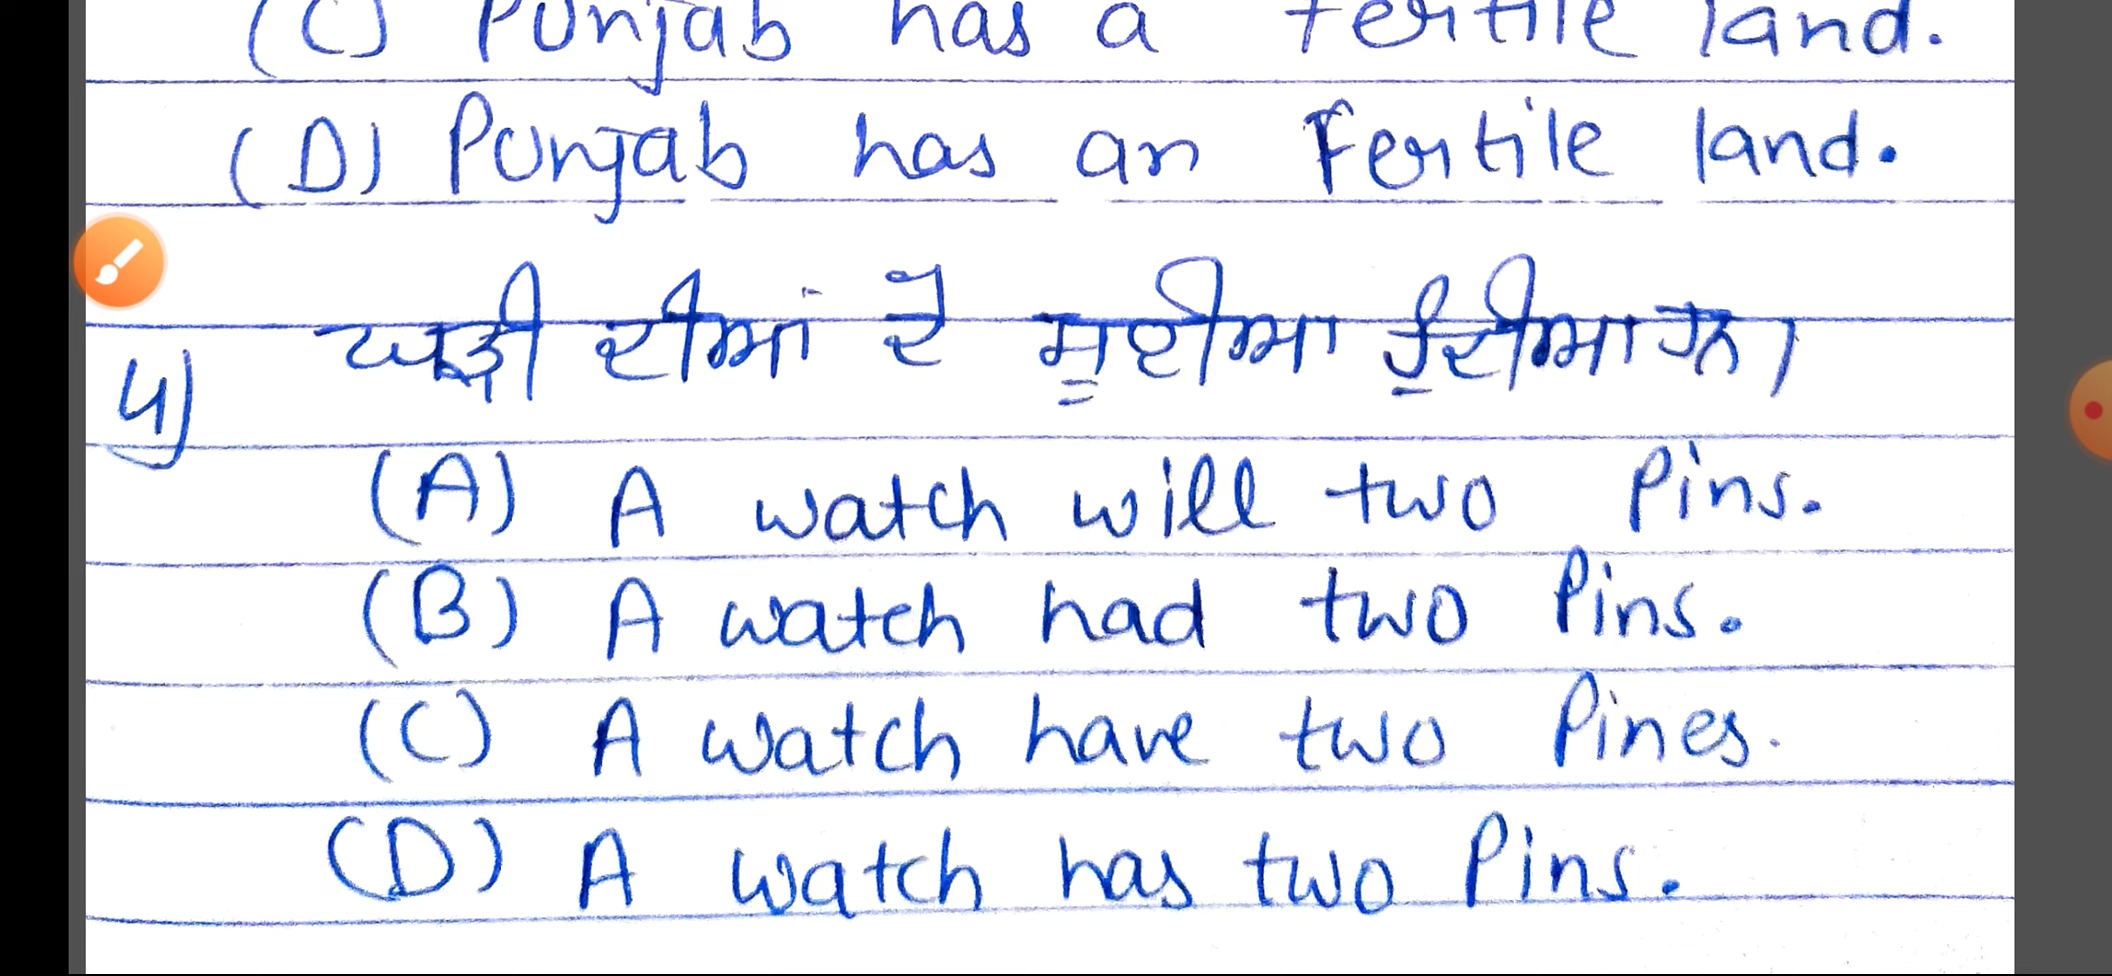 (C) Punjab has a fertile land.
(D) Punjab has an Fertile land.
ਘੜੀ ਦੀਆਂ ਦੋ ਸੂਈਆ ਹੁੰਦੀਆ ਹਨ।
4)
(A) A watch will two Pins.
(B) A watch had two Pins.
(C) A watch have two Pines.
(D) A watch has two Pins.